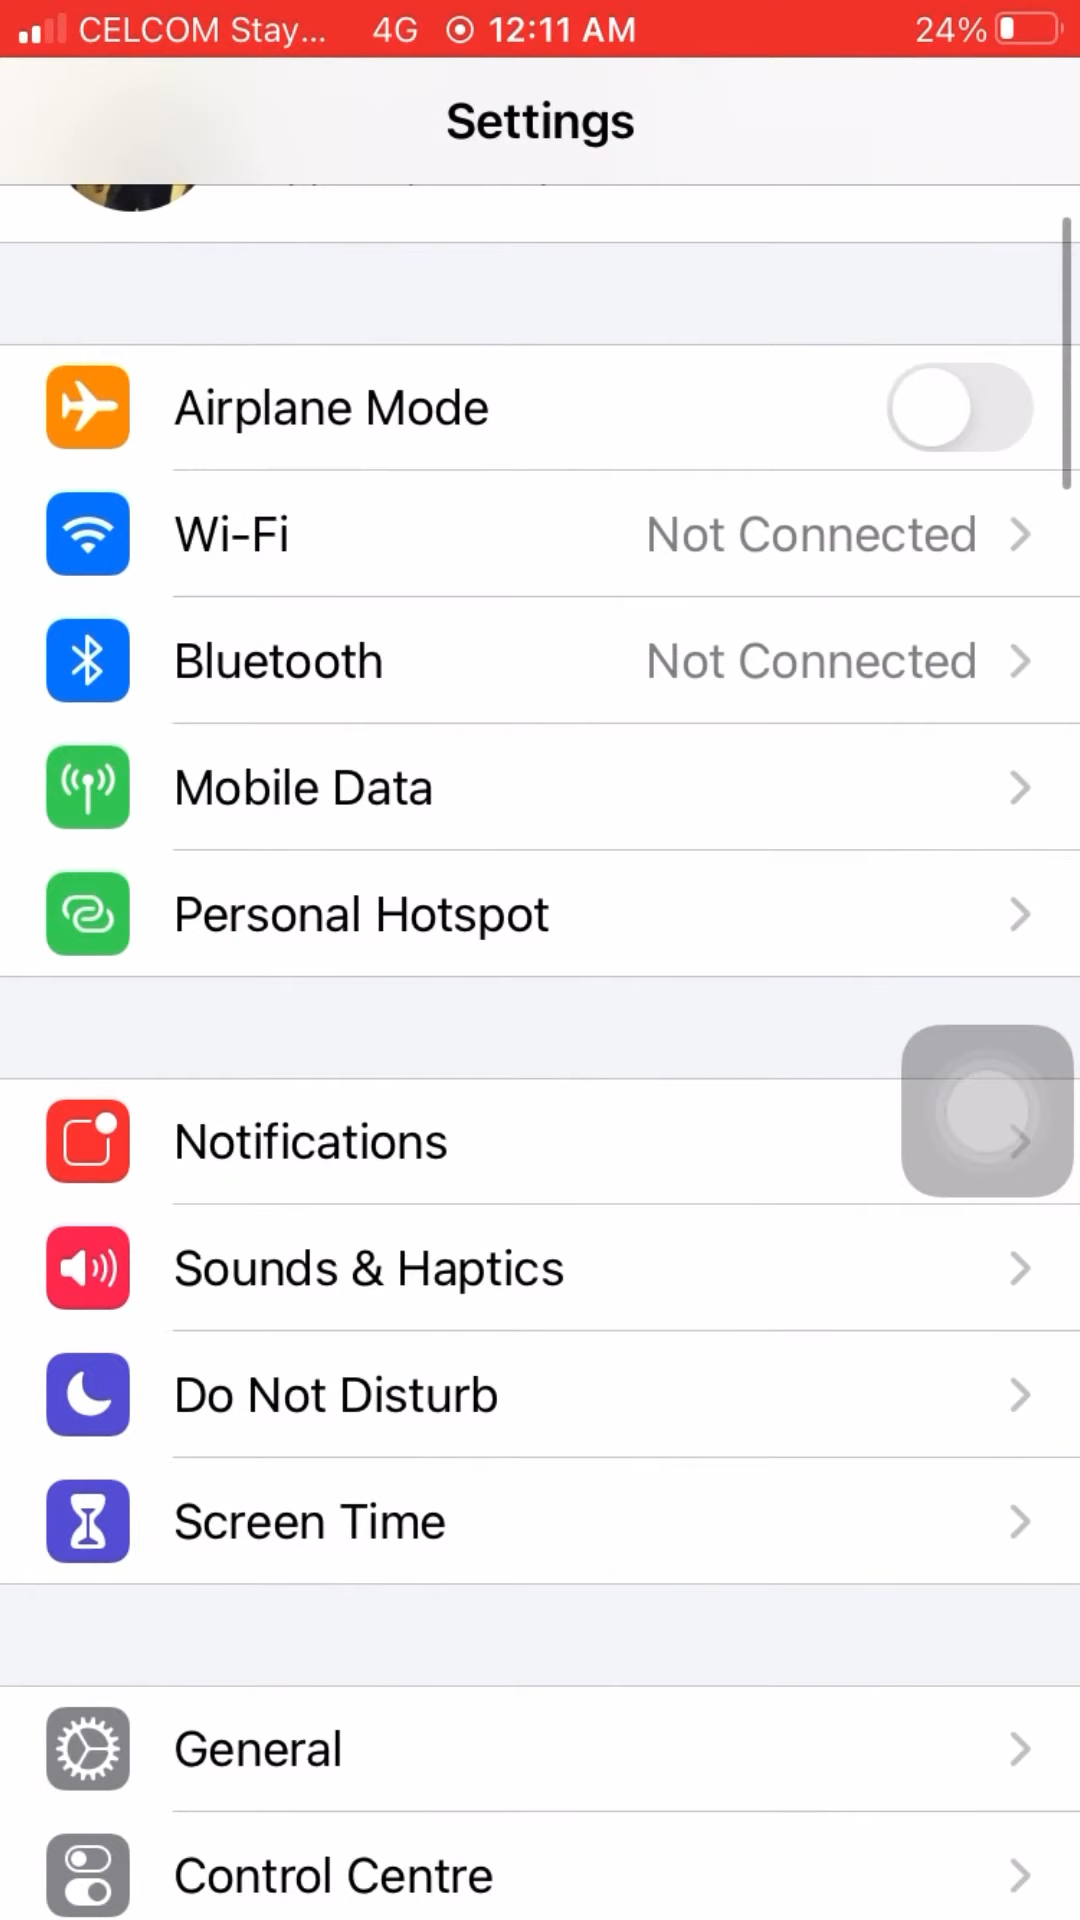 CELCOM Stay... 4G 12:11 AM 24%
Settings
Airplane Mode
Wi-Fi Not Connected
Bluetooth Not Connected
Mobile Data
Personal Hotspot
Notifications
Sounds & Haptics
Do Not Disturb
Screen Time
General
Control Centre